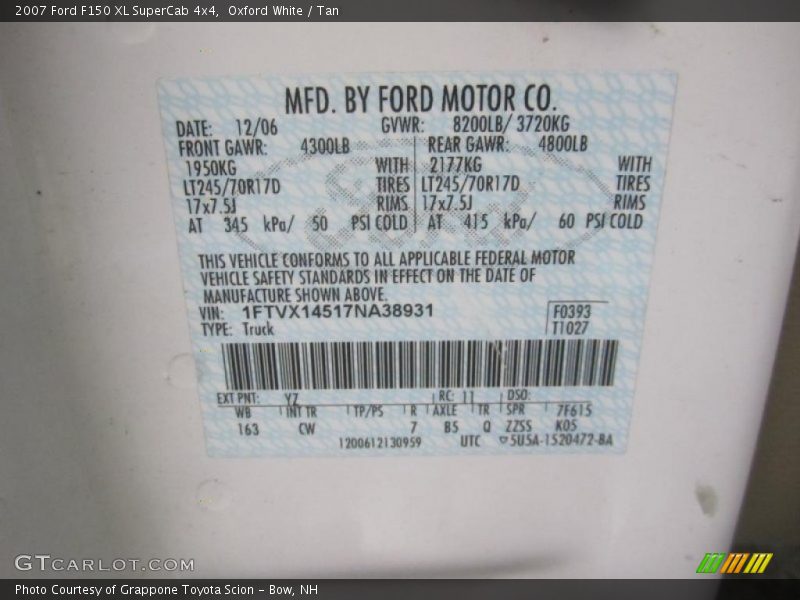 2007 Ford F150 XL SuperCab 4x4, Oxford White / Tan
MFD. BY FORD MOTOR CO.
DATE: 12/06 GVWR: 8200LB/ 3720KG
FRONT GAWR: 4300LB REAR GAWR: 4800LB
1950KG WITH 2177KG WITH
LT245/70R17D TIRES LT245/70R17D TIRES
17x7.5J RIMS 17x7.5J RIMS
AT 345 kPa/ 50 PSI COLD AT 415 kPa/ 60 PSI COLD
THIS VEHICLE CONFORMS TO ALL APPLICABLE FEDERAL MOTOR
VEHICLE SAFETY STANDARDS IN EFFECT ON THE DATE OF
MANUFACTURE SHOWN ABOVE.
VIN: 1FTVX14517NA38931 F0393
TYPE: Truck T1027
EXT PNT: YZ RC: 11 DSO:
WB INT TR TP/PS R AXLE TR SPR 7F615
163 CW 7 B5 Q ZZSS K05
1200612130959 UTC 5U5A-1520472-BA
GTCARLOT.COM
Photo Courtesy of Grappone Toyota Scion - Bow, NH